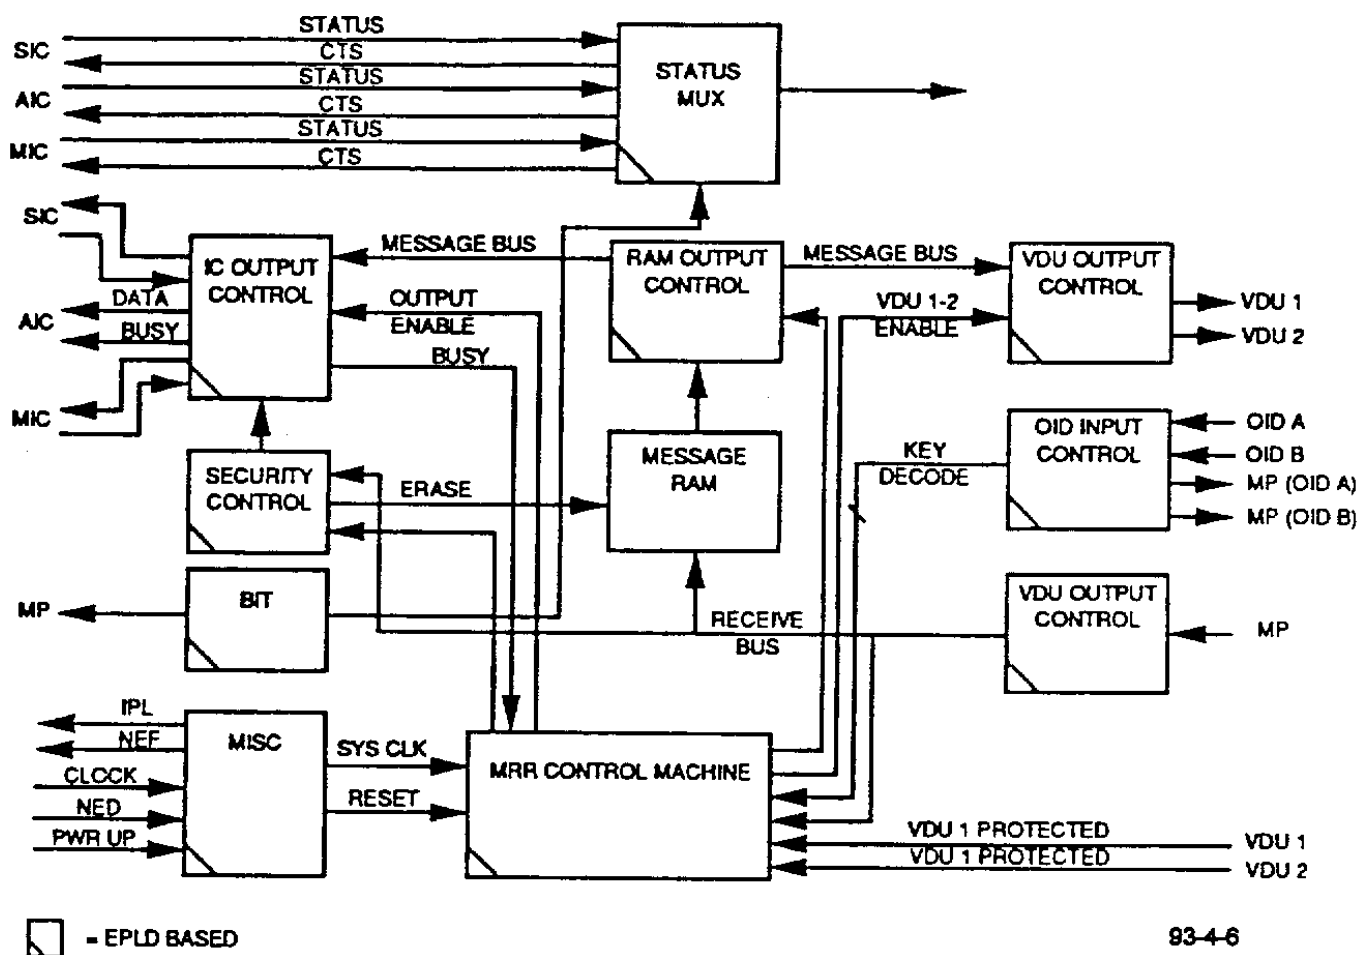 STATUS
SIC
CTS
STATUS
AIC
CTS
STATUS
MIC
CTS
STATUS
MUX
SIC
IC OUTPUT
CONTROL
DATA
AIC
BUSY
MIC
MESSAGE BUS
OUTPUT
ENABLE
BUSY
RAM OUTPUT
CONTROL
MESSAGE BUS
VDU 1-2
ENABLE
VDU OUTPUT
CONTROL
VDU 1
VDU 2
SECURITY
CONTROL
ERASE
MESSAGE
RAM
KEY
DECODE
OID INPUT
CONTROL
OID A
OID B
MP (OID A)
MP (OID B)
MP
BIT
RECEIVE
BUS
VDU OUTPUT
CONTROL
MP
IPL
NEF
CLOCK
NED
PWR UP
MISC
SYS CLK
RESET
MRR CONTROL MACHINE
VDU 1 PROTECTED
VDU 1
VDU 1 PROTECTED
VDU 2
= EPLD BASED
93-4-6